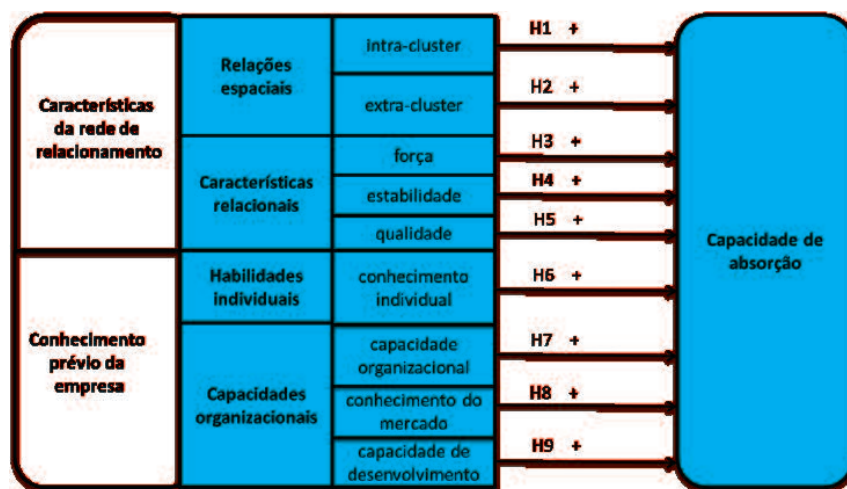 Características
da rede de
relacionamento
Relações
espaciais
intra-cluster
extra-cluster
Características
relacionais
força
estabilidade
qualidade
Conhecimento
prévio da
empresa
Habilidades
individuais
conhecimento
individual
Capacidades
organizacionais
capacidade
organizacional
conhecimento do
mercado
capacidade de
desenvolvimento
H1 +
H2 +
H3 +
H4 +
H5 +
H6 +
H7 +
H8 +
H9 +
Capacidade de
absorção